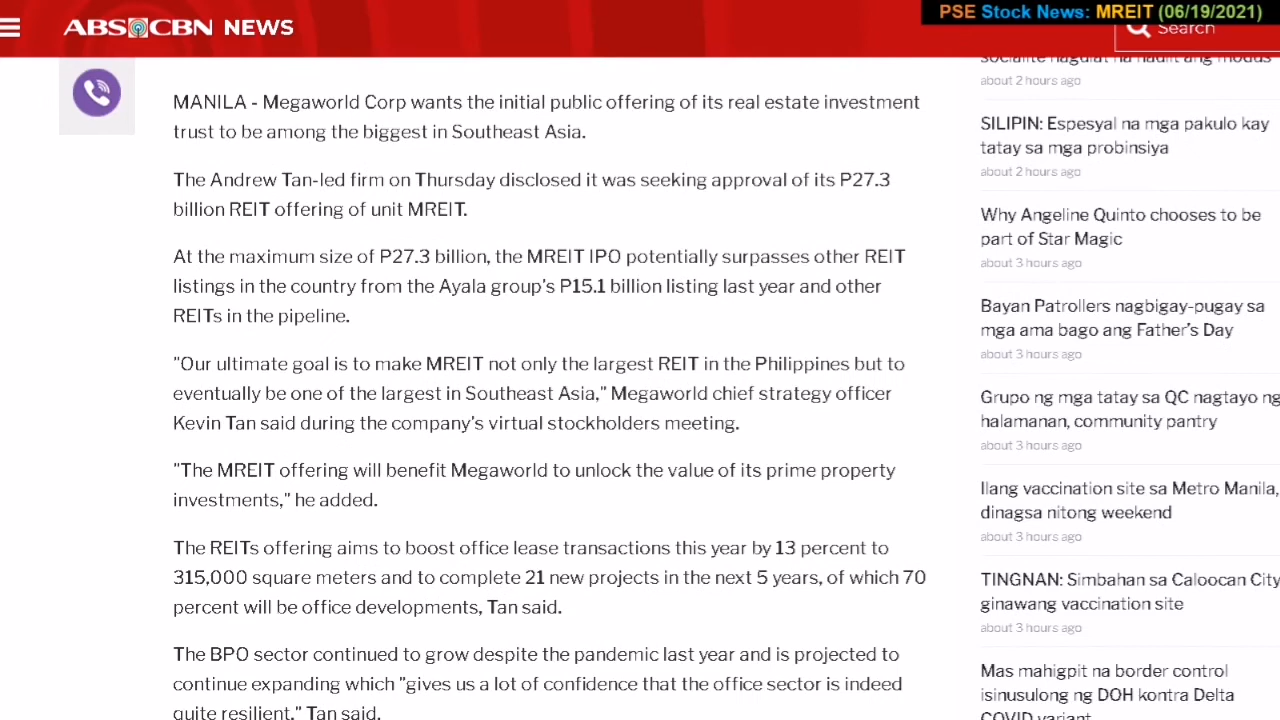 PSE Stock News: MREIT (06/19/2021)
ABS CBN NEWS
Search
MANILA - Megaworld Corp wants the initial public offering of its real estate investment
trust to be among the biggest in Southeast Asia.
The Andrew Tan-led firm on Thursday disclosed it was seeking approval of its P27.3
billion REIT offering of unit MREIT.
At the maximum size of P27.3 billion, the MREIT IPO potentially surpasses other REIT
listings in the country from the Ayala group's P15.1 billion listing last year and other
REITs in the pipeline.
"Our ultimate goal is to make MREIT not only the largest REIT in the Philippines but to
eventually be one of the largest in Southeast Asia," Megaworld chief strategy officer
Kevin Tan said during the company's virtual stockholders meeting.
"The MREIT offering will benefit Megaworld to unlock the value of its prime property
investments," he added.
The REITs offering aims to boost office lease transactions this year by 13 percent to
315,000 square meters and to complete 21 new projects in the next 5 years, of which 70
percent will be office developments, Tan said.
The BPO sector continued to grow despite the pandemic last year and is projected to
continue expanding which "gives us a lot of confidence that the office sector is indeed
quite resilient," Tan said.
socialite nagulat na nadiit ang modus
about 2 hours ago
SILIPIN: Espesyal na mga pakulo kay
tatay sa mga probinsiya
about 2 hours ago
Why Angeline Quinto chooses to be
part of Star Magic
about 3 hours ago
Bayan Patrollers nagbigay-pugay sa
mga ama bago ang Father's Day
about 3 hours ago
Grupo ng mga tatay sa QC nagtayo ng
halamanan, community pantry
about 3 hours ago
Ilang vaccination site sa Metro Manila,
dinagsa nitong weekend
about 3 hours ago
TINGNAN: Simbahan sa Caloocan City
ginawang vaccination site
about 3 hours ago
Mas mahigpit na border control
isinusulong ng DOH kontra Delta
COVID variant